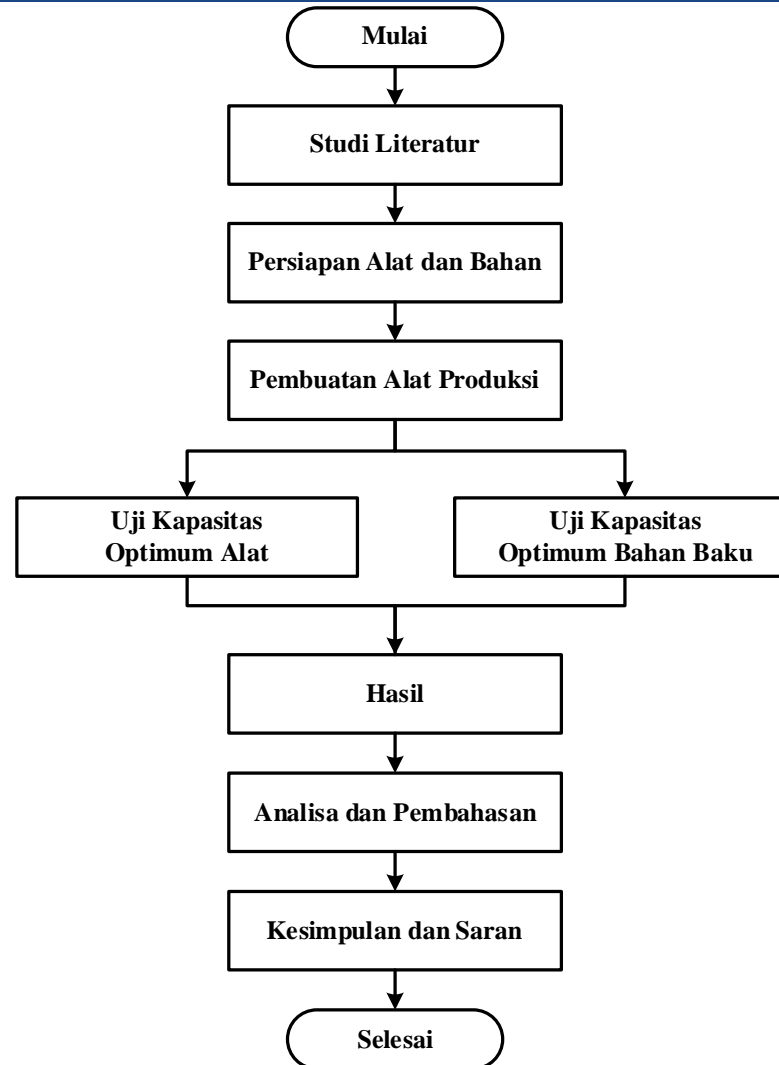 Mulai
Studi Literatur
Persiapan Alat dan Bahan
Pembuatan Alat Produksi
Uji Kapasitas
Optimum Alat
Uji Kapasitas
Optimum Bahan Baku
Hasil
Analisa dan Pembahasan
Kesimpulan dan Saran
Selesai